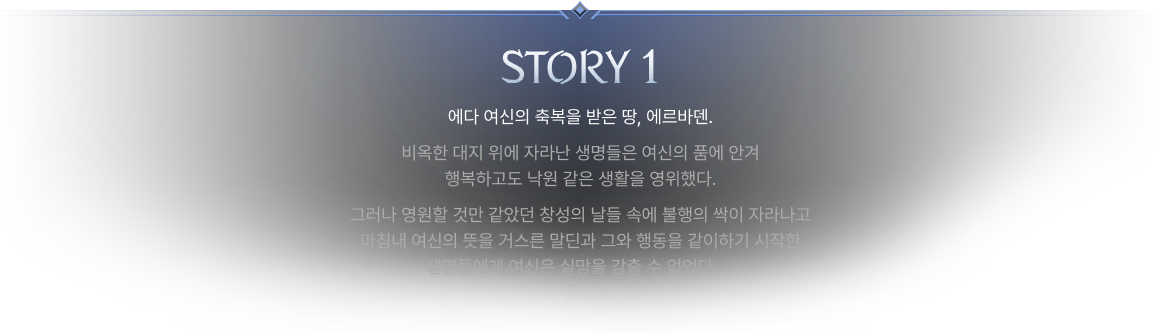 STORY 1
에다 여신의 축복을 받은 땅, 에르바덴.
비옥한 대지 위에 자라난 생명들은 여신의 품에 안겨
행복하고도 낙원 같은 생활을 영위했다.
그러나 영원할 것만 같았던 창성의 날들 속에 불행의 싹이 자라나고
마침내 여신의 뜻을 거스른 말딘과 그와 행동을 같이하기 시작한
생명들에게 여신은 실망을 감출 수 없었다.